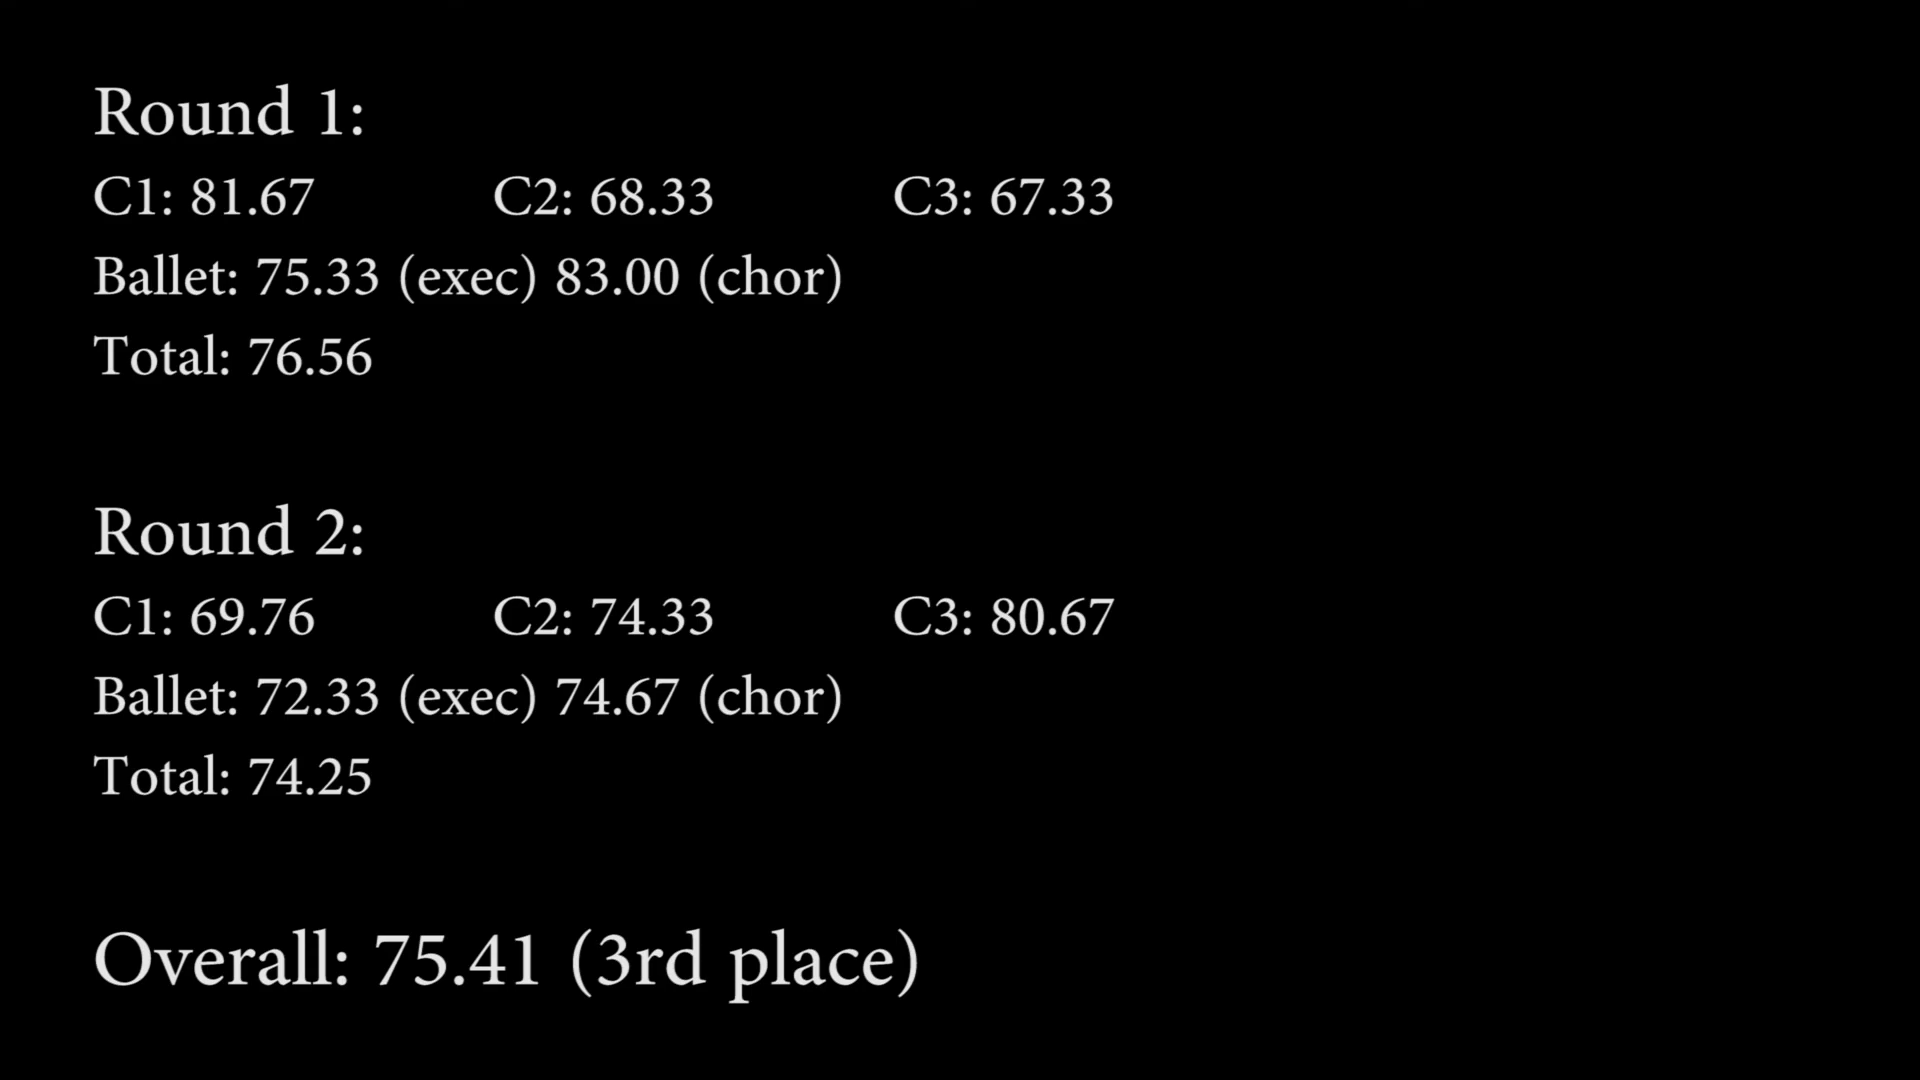 Round 1:
C1: 81.67 C2: 68.33 C3: 67.33
Ballet: 75.33 (exec) 83.00 (chor)
Total: 76.56
Round 2:
C1: 69.76 C2: 74.33 C3: 80.67
Ballet: 72.33 (exec) 74.67 (chor)
Total: 74.25
Overall: 75.41 (3rd place)